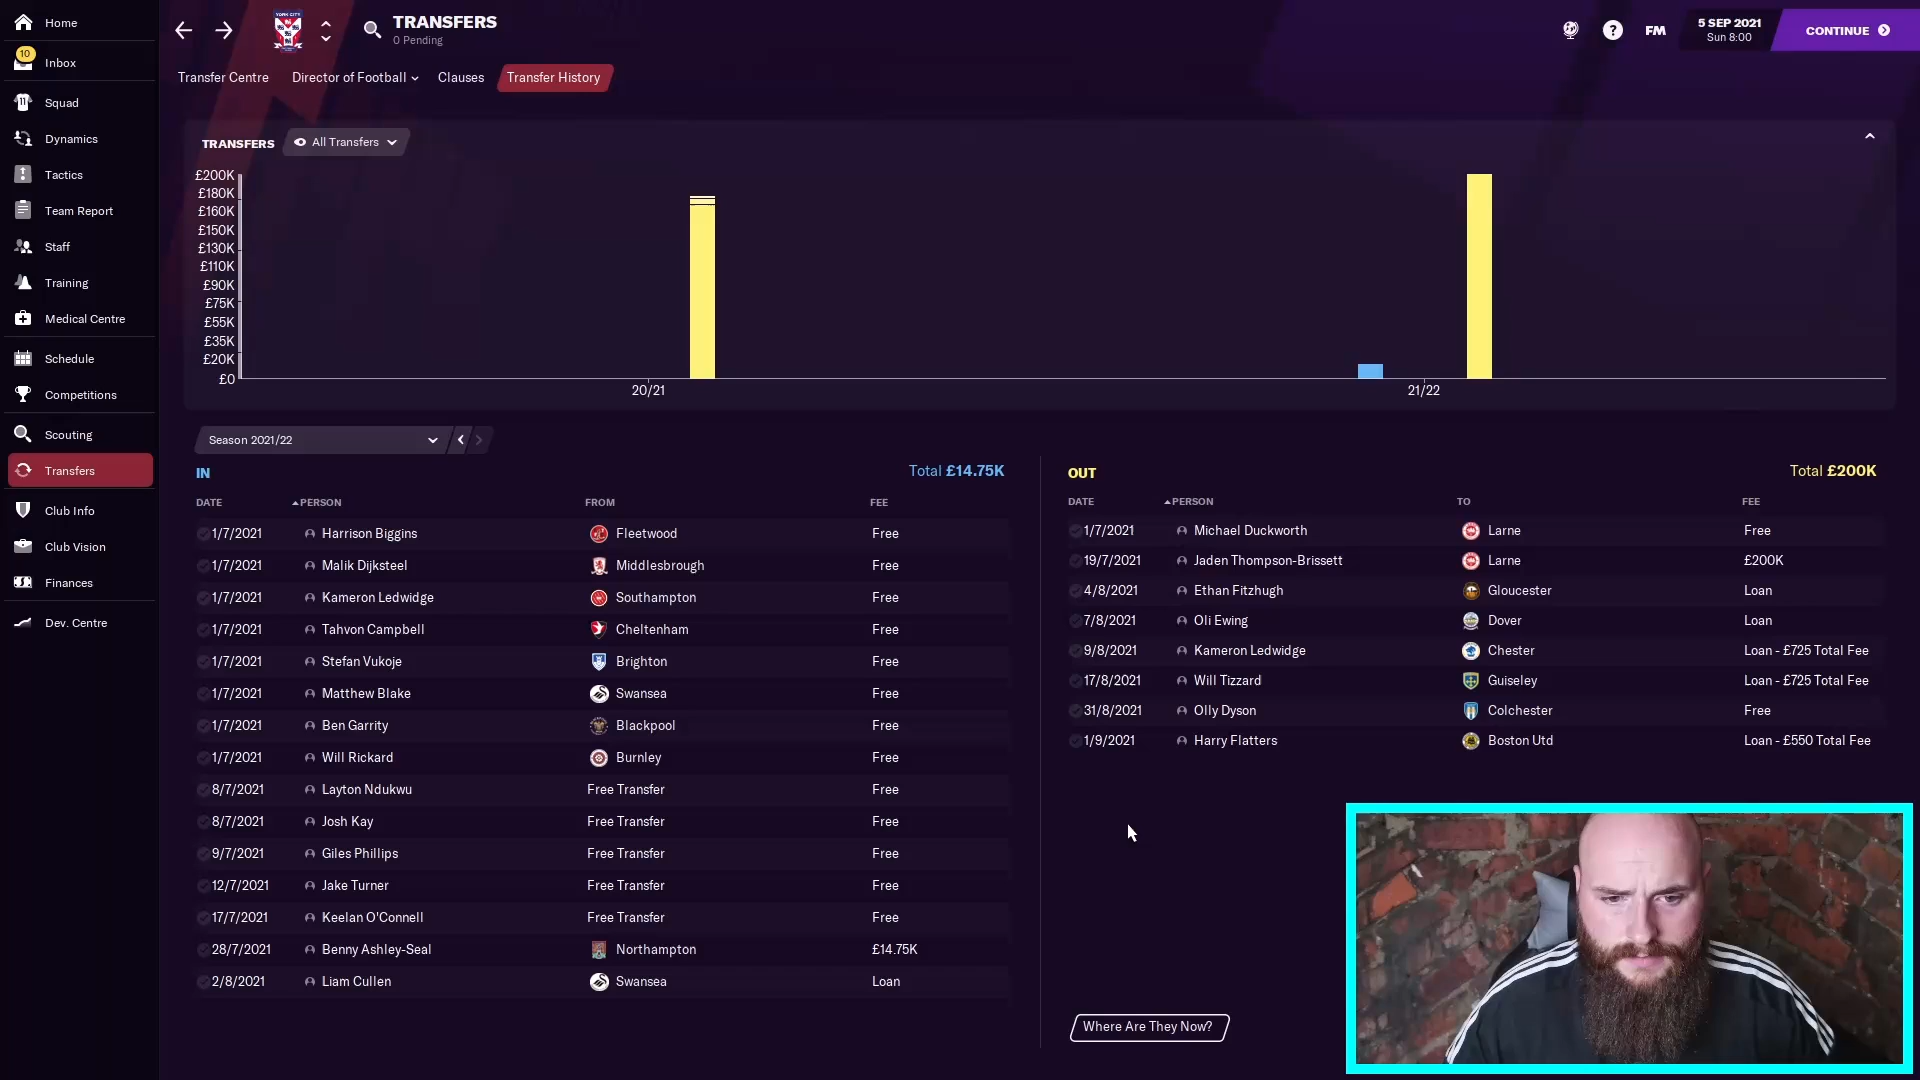 Home
10
Inbox
Squad
Dynamics
Tactics
Team Report
Staff
Training
Medical Centre
Schedule
Competitions
Scouting
Transfers
Club Info
Club Vision
Finances
Dev. Centre
TRANSFERS
0 Pending
?
FM
5 SEP 2021
Sun 8:00
CONTINUE
Transfer Centre
Director of Football
Clauses
Transfer History
TRANSFERS
All Transfers
£200K
£180K
£160K
£150K
£130K
£110K
£90K
£75K
£55K
£35K
£20K
£0
20/21
21/22
Season 2021/22
IN
Total £14.75K
DATE PERSON FROM FEE
1/7/2021 Harrison Biggins Fleetwood Free
1/7/2021 Malik Dijksteel Middlesbrough Free
1/7/2021 Kameron Ledwidge Southampton Free
1/7/2021 Tahvon Campbell Cheltenham Free
1/7/2021 Stefan Vukoje Brighton Free
1/7/2021 Matthew Blake Swansea Free
1/7/2021 Ben Garrity Blackpool Free
1/7/2021 Will Rickard Burnley Free
8/7/2021 Layton Ndukwu Free Transfer Free
8/7/2021 Josh Kay Free Transfer Free
9/7/2021 Giles Phillips Free Transfer Free
12/7/2021 Jake Turner Free Transfer Free
17/7/2021 Keelan O'Connell Free Transfer Free
28/7/2021 Benny Ashley-Seal Northampton £14.75K
2/8/2021 Liam Cullen Swansea Loan
OUT
Total £200K
DATE PERSON TO FEE
1/7/2021 Michael Duckworth Larne Free
19/7/2021 Jaden Thompson-Brissett Larne £200K
4/8/2021 Ethan Fitzhugh Gloucester Loan
7/8/2021 Oli Ewing Dover Loan
9/8/2021 Kameron Ledwidge Chester Loan - £725 Total Fee
17/8/2021 Will Tizzard Guiseley Loan - £725 Total Fee
31/8/2021 Olly Dyson Colchester Free
1/9/2021 Harry Flatters Boston Utd Loan - £550 Total Fee
Where Are They Now?